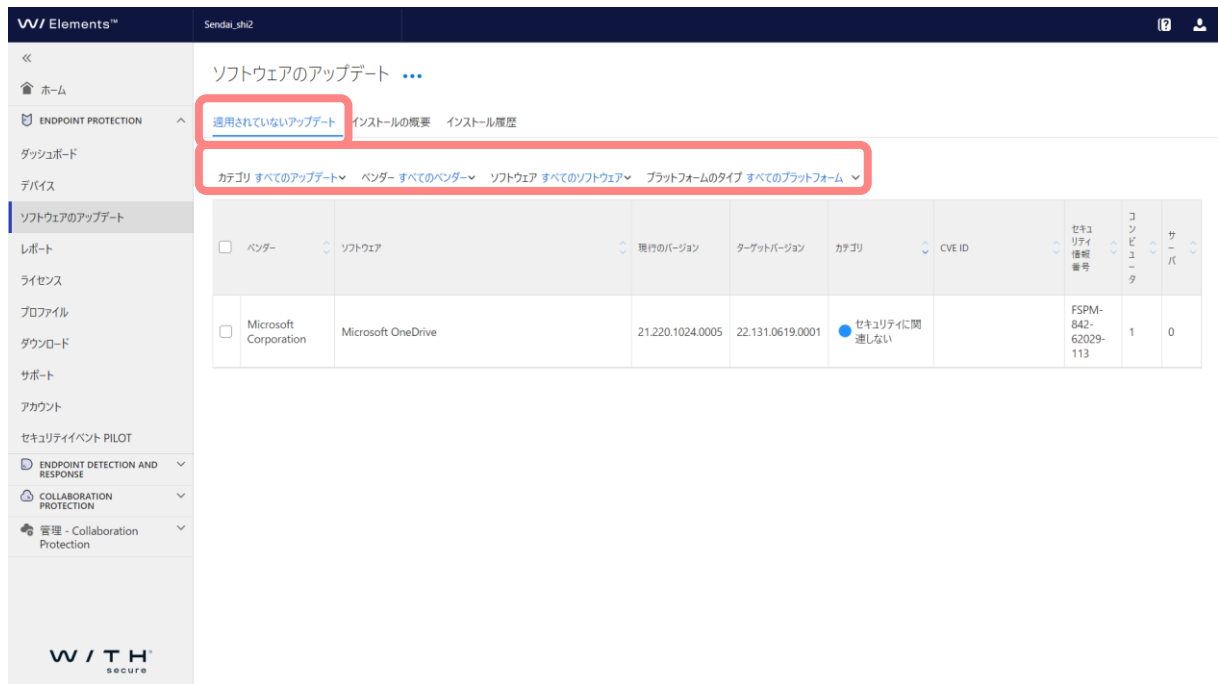 W/ Elements™
Sendai_shi2
«
ホーム
ENDPOINT PROTECTION
ダッシュボード
デバイス
ソフトウェアのアップデート
レポート
ライセンス
プロファイル
ダウンロード
サポート
アカウント
セキュリティイベント PILOT
ENDPOINT DETECTION AND
RESPONSE
COLLABORATION
PROTECTION
管理 - Collaboration
Protection
W / T H
secure
ソフトウェアのアップデート •••
適用されていないアップデート インストールの概要 インストール履歴
カテゴリ すべてのアップデート ベンダー すべてのベンダー ソフトウェア すべてのソフトウェア プラットフォームのタイプ すべてのプラットフォーム
ベンダー ソフトウェア 現行のバージョン ターゲットバージョン カテゴリ CVE ID
セキュ
リティ
情報
番号
コンピュータ
サーバ
Microsoft
Corporation
Microsoft OneDrive
21.220.1024.0005
22.131.0619.0001
セキュリティに関
連しない
FSPM-
842-
62029-
113
1
0